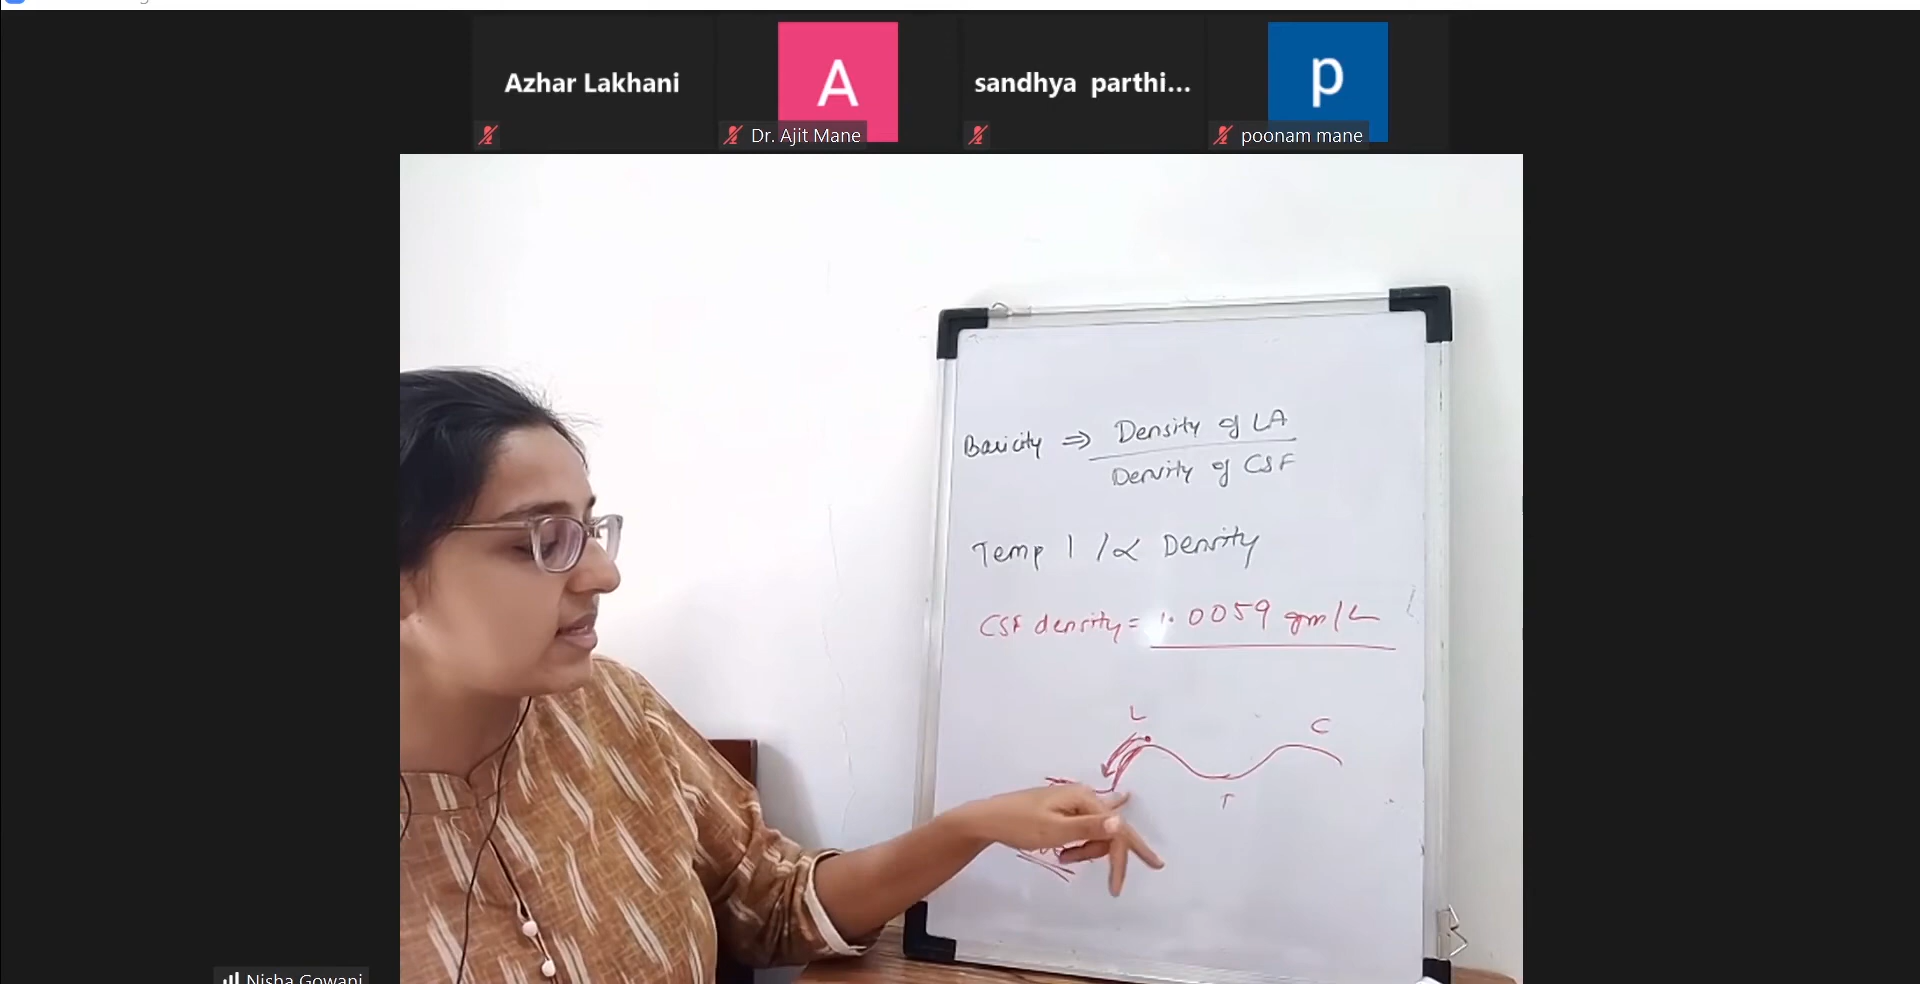 Azhar Lakhani
A
Dr. Ajit Mane
sandhya parthi...
p
poonam mane
Baricity ⇒ Density of LA
Density of CSF
Temp 1/∝ Density
CSF density = 1.0059 gm/L
L
C
T
Nisha Gowani